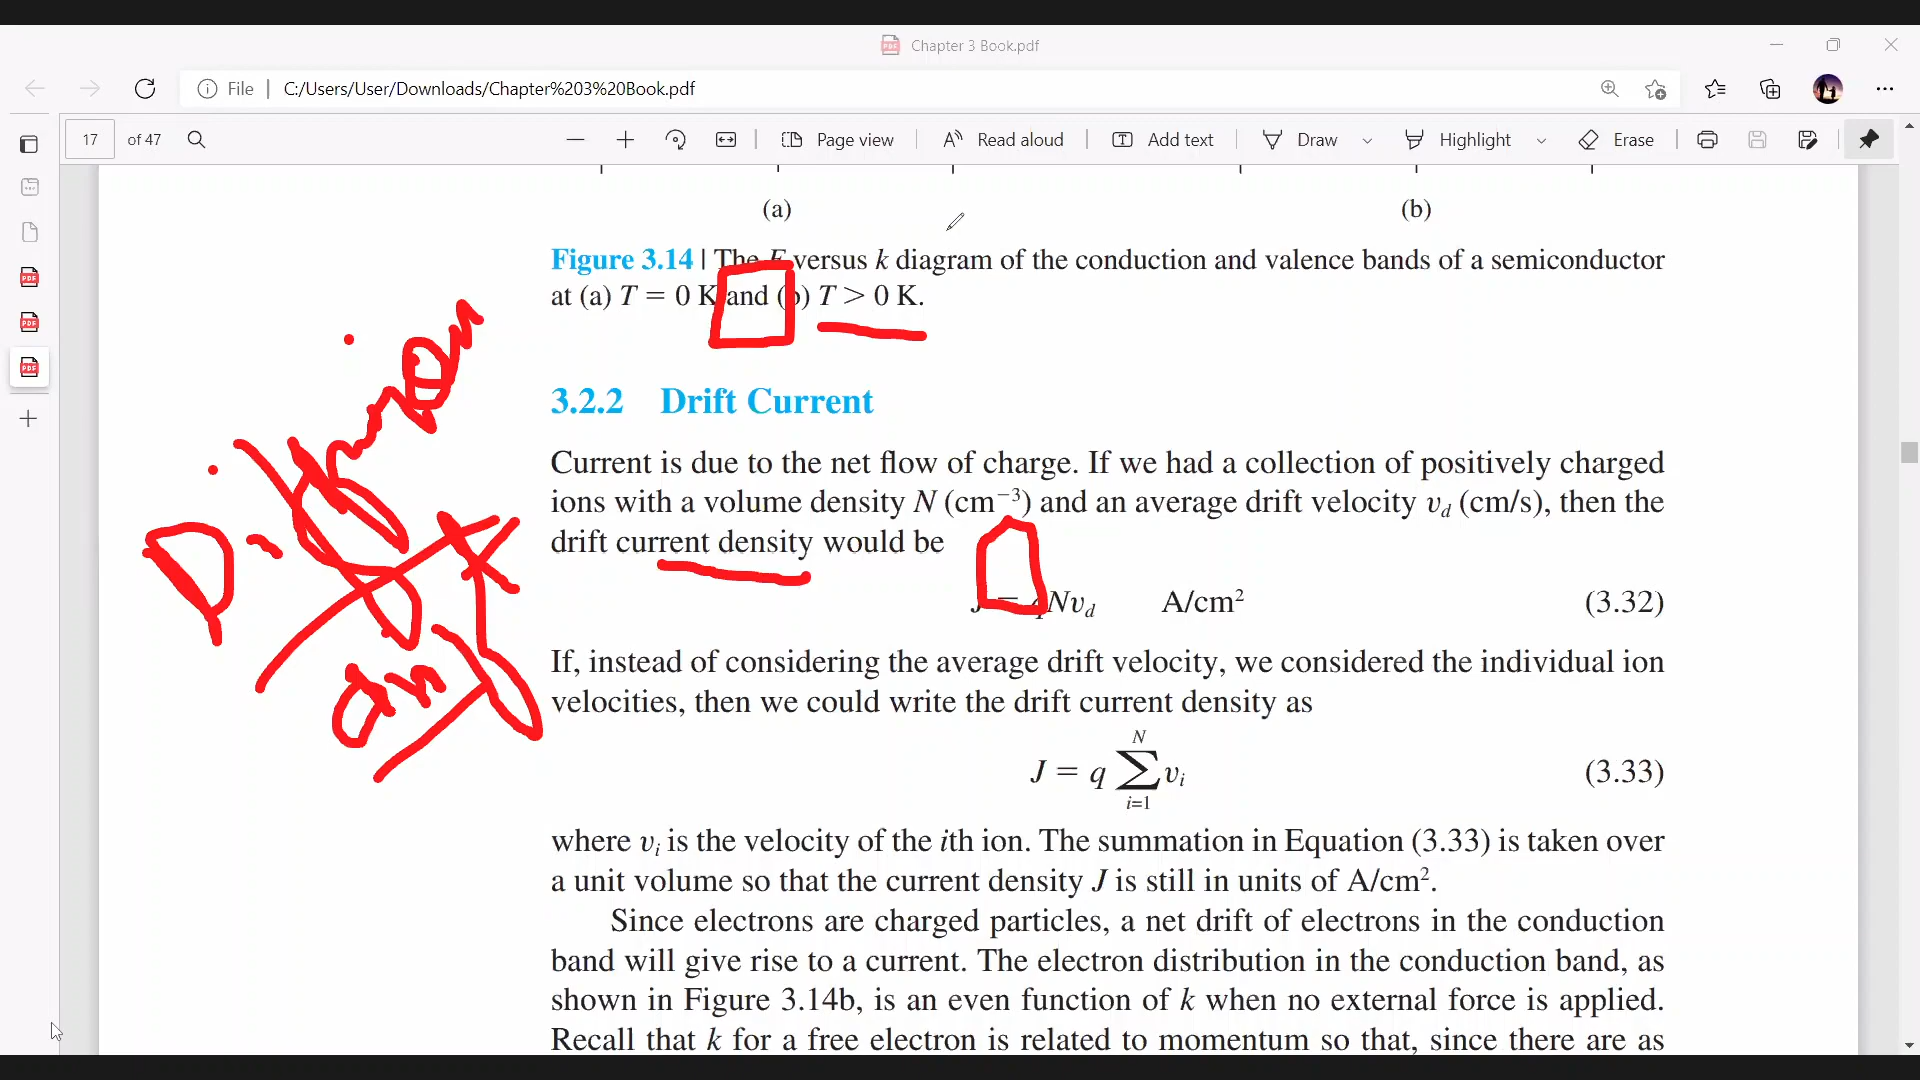 Chapter 3 Book.pdf
File | C:/Users/User/Downloads/Chapter%203%20Book.pdf
17 of 47 Page view Read aloud Add text Draw Highlight Erase
(a) (b)
Figure 3.14 | The E versus k diagram of the conduction and valence bands of a semiconductor
at (a) T = 0 K and (b) T > 0 K.
3.2.2 Drift Current
Current is due to the net flow of charge. If we had a collection of positively charged
ions with a volume density N (cm⁻³) and an average drift velocity v_d (cm/s), then the
drift current density would be
J = qNv_d A/cm² (3.32)
If, instead of considering the average drift velocity, we considered the individual ion
velocities, then we could write the drift current density as
J = q ∑_{i=1}^{N} v_i (3.33)
where v_i is the velocity of the ith ion. The summation in Equation (3.33) is taken over
a unit volume so that the current density J is still in units of A/cm².
Since electrons are charged particles, a net drift of electrons in the conduction
band will give rise to a current. The electron distribution in the conduction band, as
shown in Figure 3.14b, is an even function of k when no external force is applied.
Recall that k for a free electron is related to momentum so that, since there are as
Diffusion